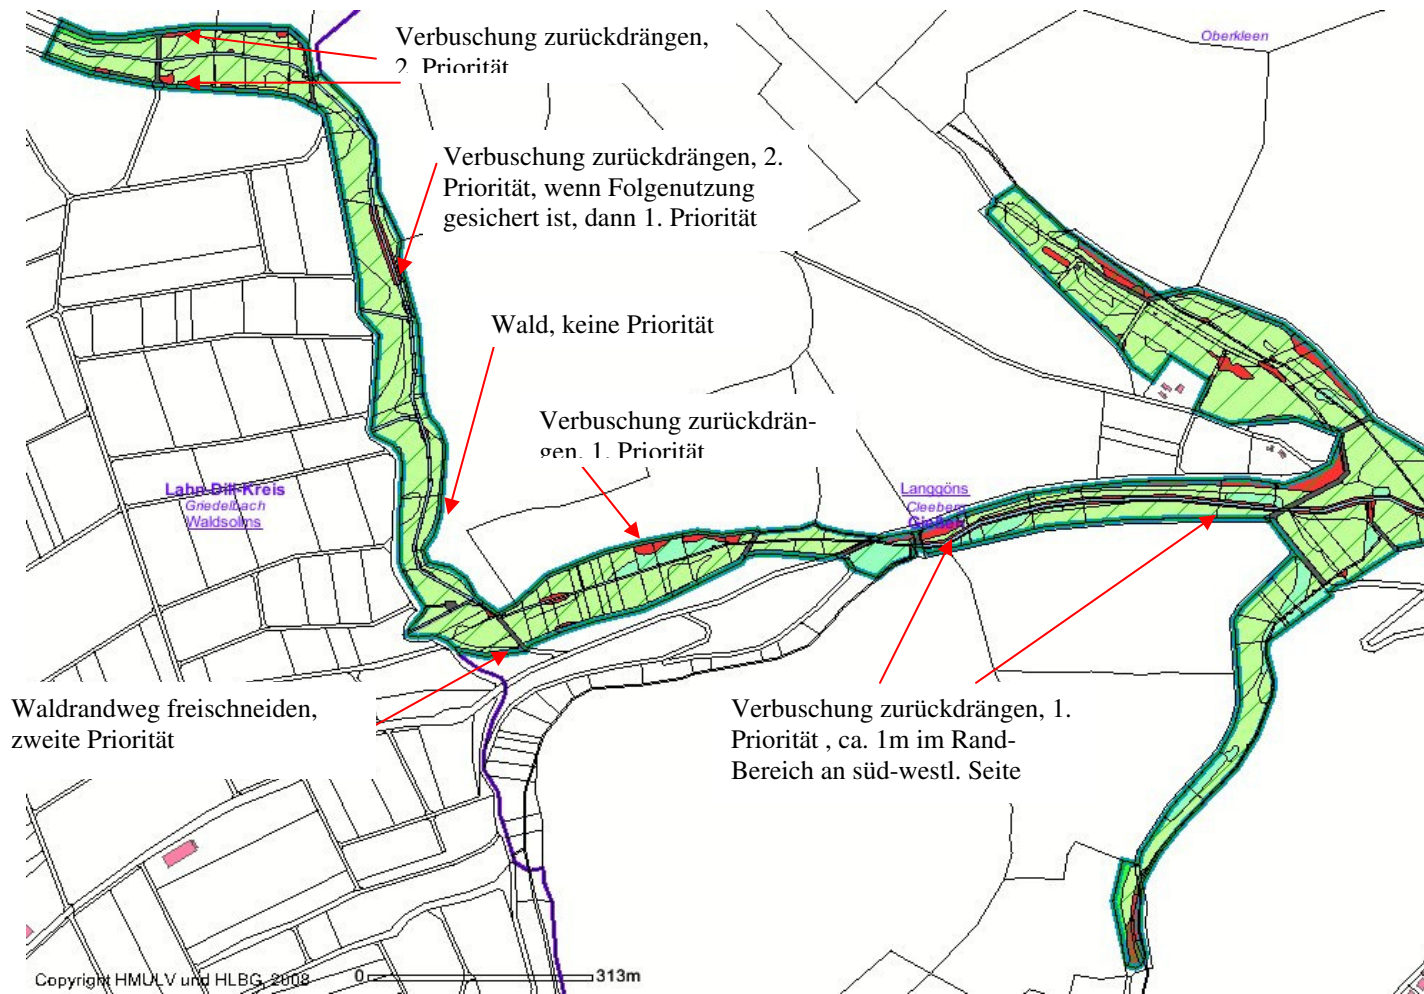 Verbuschung zurückdrängen,
2. Priorität
Oberkleen
Verbuschung zurückdrängen, 2.
Priorität, wenn Folgenutzung
gesichert ist, dann 1. Priorität
Wald, keine Priorität
Verbuschung zurückdrän-
gen, 1. Priorität
Lahn-Dill-Kreis
Griedelbach
Waldsolms
Langgöns
Cleeberg
Gießen
Waldrandweg freischneiden,
zweite Priorität
Verbuschung zurückdrängen, 1.
Priorität , ca. 1m im Rand-
Bereich an süd-westl. Seite
Copyright HMULV und HLBG, 2008
0
313m